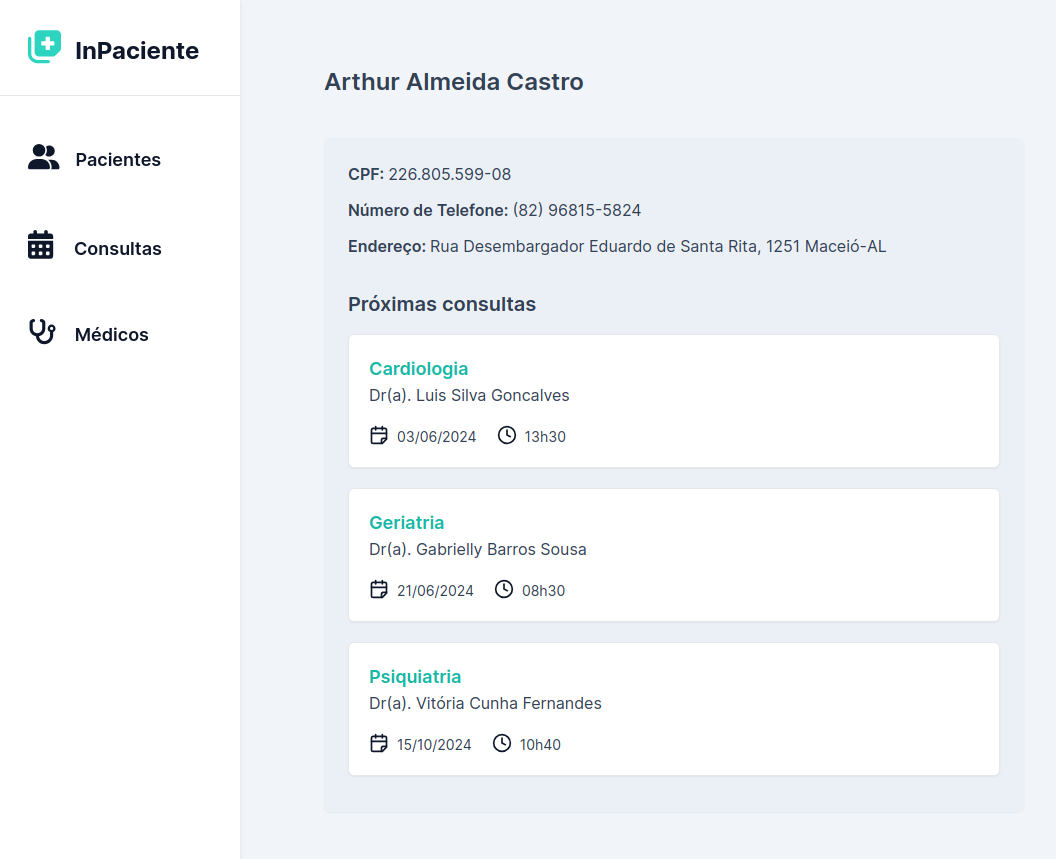 InPaciente
Pacientes
Consultas
Médicos
Arthur Almeida Castro
CPF: 226.805.599-08
Número de Telefone: (82) 96815-5824
Endereço: Rua Desembargador Eduardo de Santa Rita, 1251 Maceió-AL
Próximas consultas
Cardiologia
Dr(a). Luis Silva Goncalves
03/06/2024 13h30
Geriatria
Dr(a). Gabrielly Barros Sousa
21/06/2024 08h30
Psiquiatria
Dr(a). Vitória Cunha Fernandes
15/10/2024 10h40